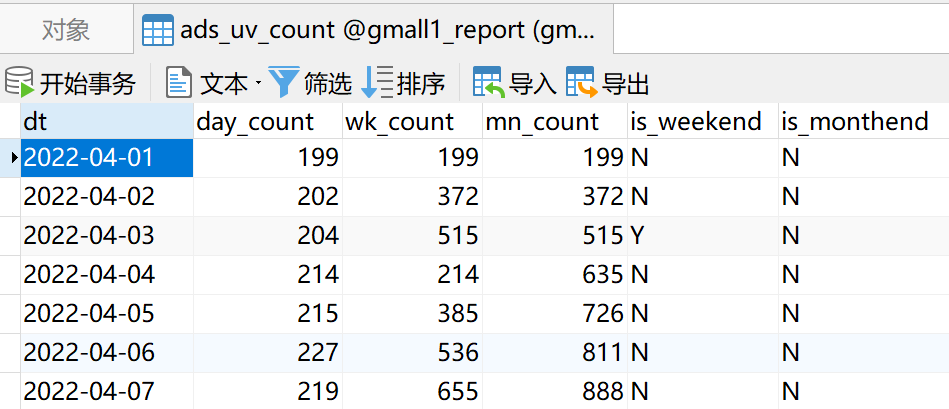 对象 ads_uv_count @gmall1_report (gm...
开始事务 文本 筛选 排序 导入 导出
dt day_count wk_count mn_count is_weekend is_monthend
2022-04-01 199 199 199 N N
2022-04-02 202 372 372 N N
2022-04-03 204 515 515 Y N
2022-04-04 214 214 635 N N
2022-04-05 215 385 726 N N
2022-04-06 227 536 811 N N
2022-04-07 219 655 888 N N